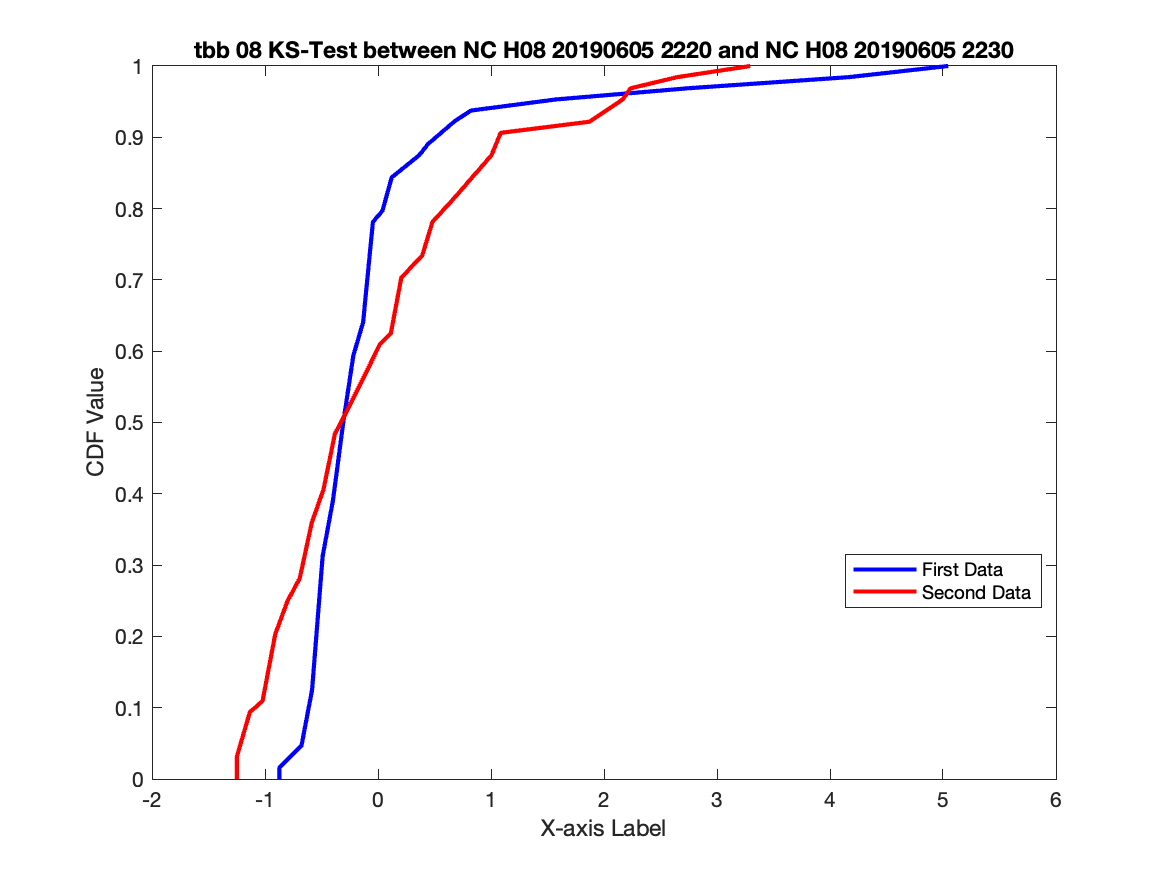 tbb 08 KS-Test between NC H08 20190605 2220 and NC H08 20190605 2230
1
0.9
0.8
0.7
0.6
0.5
0.4
0.3
0.2
0.1
0
CDF Value
First Data
Second Data
-2 -1 0 1 2 3 4 5 6
X-axis Label